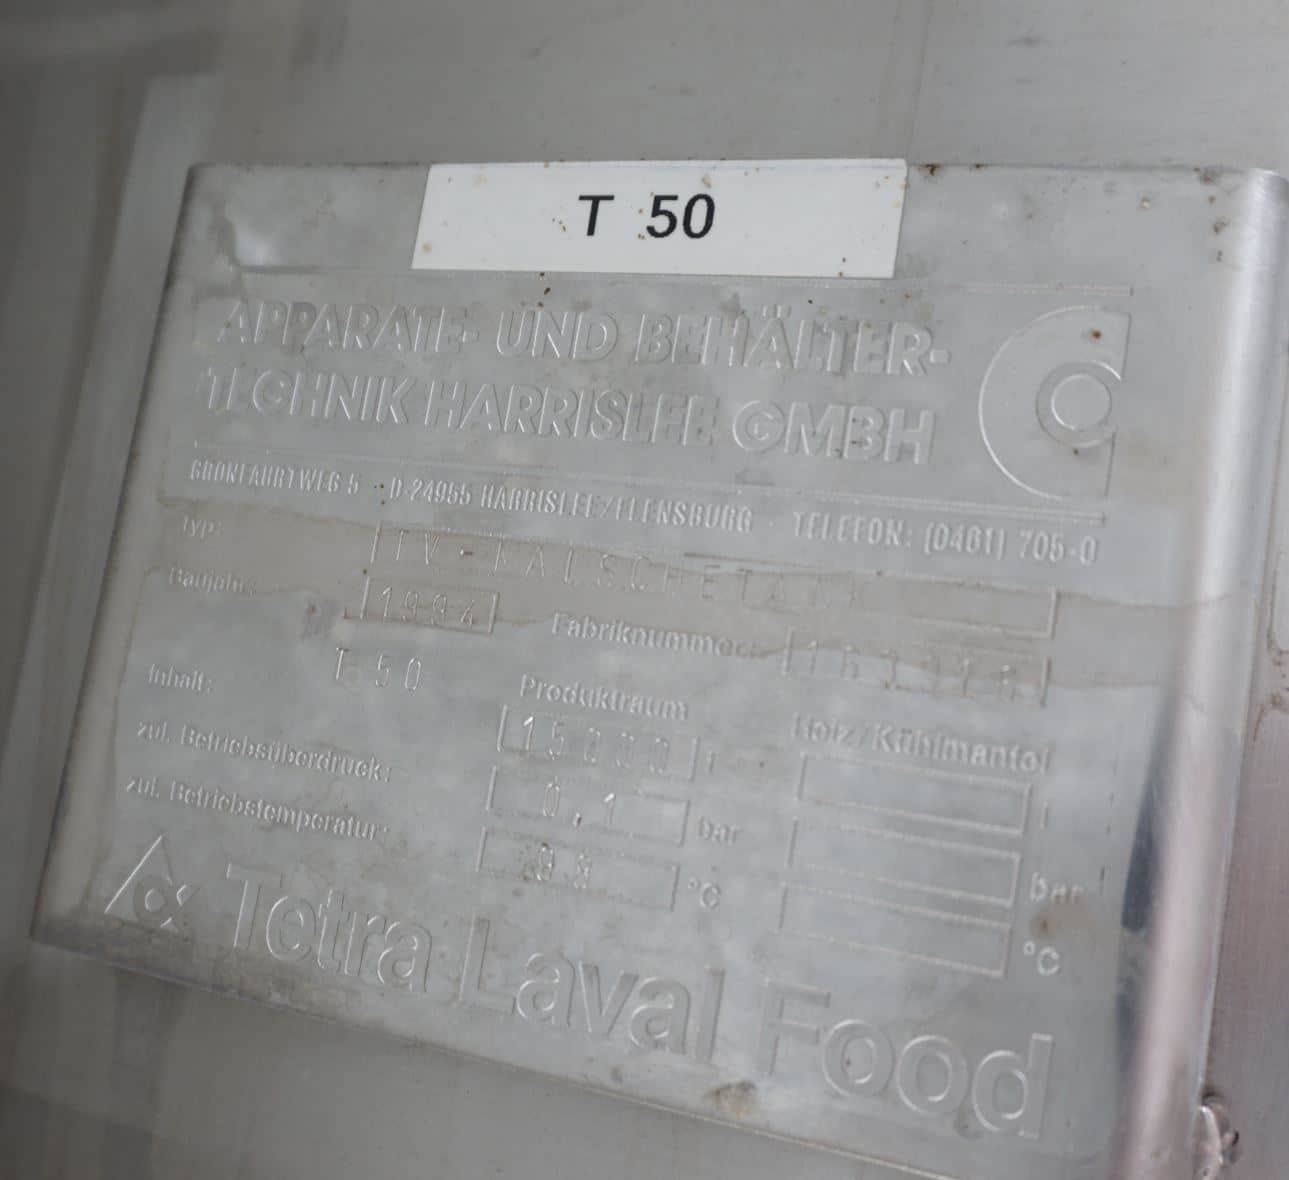 T 50
APPARATE- UND BEHÄLTER-
TECHNIK HARRISLEE GMBH
GRÖNFAHRTWEG 5 · D-24955 HARRISLEE/FLENSBURG · TELEFON: (0461) 705-0
Typ:
Baujahr: 1994 Fabriknummer:
T 50
Inhalt: Produktraum 15000 l Heiz/Kühlmantel l
zul. Betriebsüberdruck: 0,1 bar bar
zul. Betriebstemperatur: °C °C
Tetra Laval Food